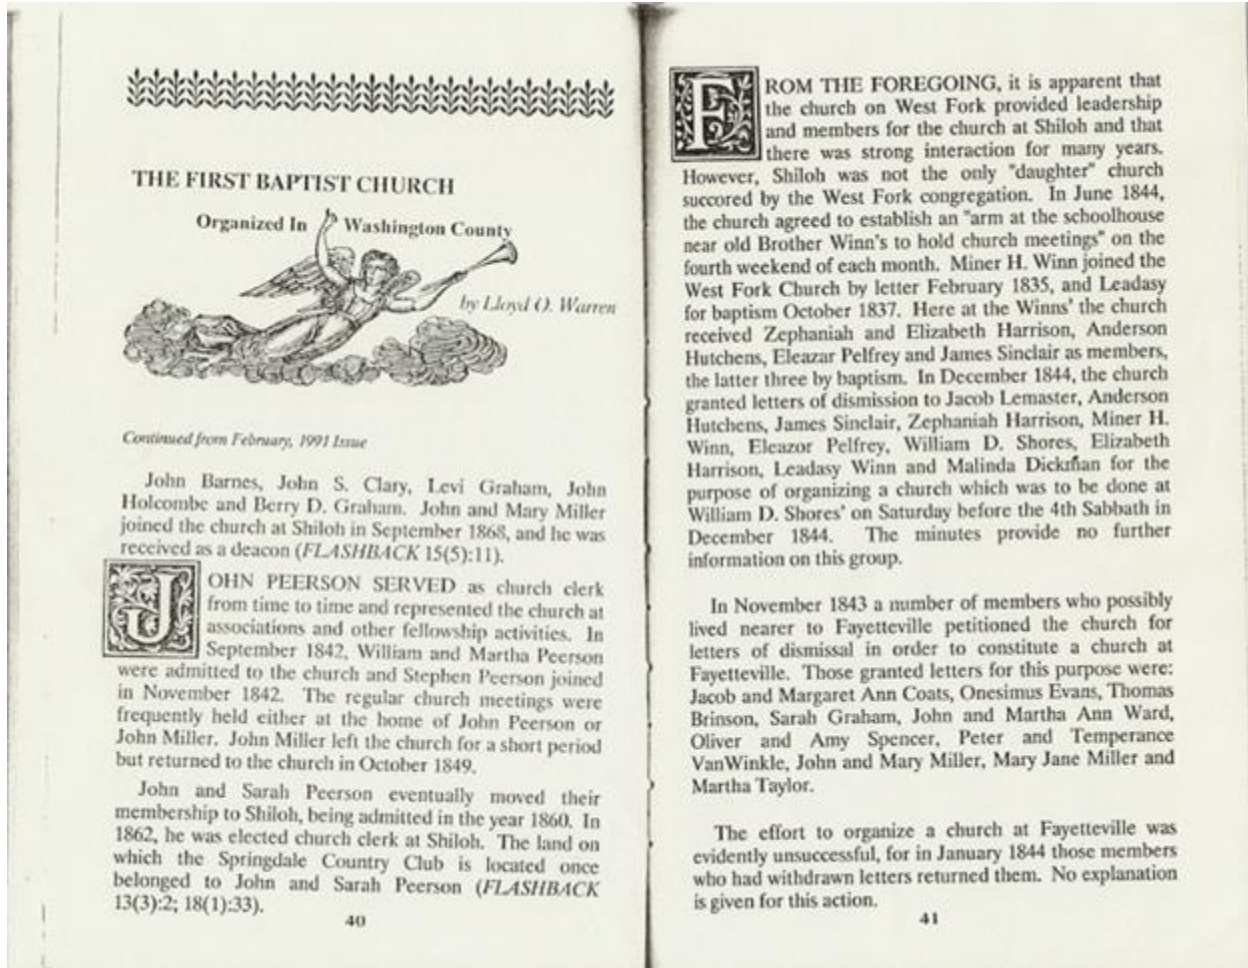 THE FIRST BAPTIST CHURCH
Organized In Washington County
by Lloyd O. Warren
Continued from February, 1991 Issue
John Barnes, John S. Clary, Levi Graham, John
Holcombe and Berry D. Graham. John and Mary Miller
joined the church at Shiloh in September 1868, and he was
received as a deacon (FLASHBACK 15(5):11).
JOHN PEERSON SERVED as church clerk
from time to time and represented the church at
associations and other fellowship activities. In
September 1842, William and Martha Peerson
were admitted to the church and Stephen Peerson joined
in November 1842. The regular church meetings were
frequently held either at the home of John Peerson or
John Miller. John Miller left the church for a short period
but returned to the church in October 1849.
John and Sarah Peerson eventually moved their
membership to Shiloh, being admitted in the year 1860. In
1862, he was elected church clerk at Shiloh. The land on
which the Springdale Country Club is located once
belonged to John and Sarah Peerson (FLASHBACK
13(3):2; 18(1):33).
40
FROM THE FOREGOING, it is apparent that
the church on West Fork provided leadership
and members for the church at Shiloh and that
there was strong interaction for many years.
However, Shiloh was not the only "daughter" church
succored by the West Fork congregation. In June 1844,
the church agreed to establish an "arm at the schoolhouse
near old Brother Winn's to hold church meetings" on the
fourth weekend of each month. Miner H. Winn joined the
West Fork Church by letter February 1835, and Leadasy
for baptism October 1837. Here at the Winns' the church
received Zephaniah and Elizabeth Harrison, Anderson
Hutchens, Eleazar Pelfrey and James Sinclair as members,
the latter three by baptism. In December 1844, the church
granted letters of dismission to Jacob Lemaster, Anderson
Hutchens, James Sinclair, Zephaniah Harrison, Miner H.
Winn, Eleazor Pelfrey, William D. Shores, Elizabeth
Harrison, Leadasy Winn and Malinda Dickman for the
purpose of organizing a church which was to be done at
William D. Shores' on Saturday before the 4th Sabbath in
December 1844. The minutes provide no further
information on this group.
In November 1843 a number of members who possibly
lived nearer to Fayetteville petitioned the church for
letters of dismissal in order to constitute a church at
Fayetteville. Those granted letters for this purpose were:
Jacob and Margaret Ann Coats, Onesimus Evans, Thomas
Brinson, Sarah Graham, John and Martha Ann Ward,
Oliver and Amy Spencer, Peter and Temperance
VanWinkle, John and Mary Miller, Mary Jane Miller and
Martha Taylor.
The effort to organize a church at Fayetteville was
evidently unsuccessful, for in January 1844 those members
who had withdrawn letters returned them. No explanation
is given for this action.
41